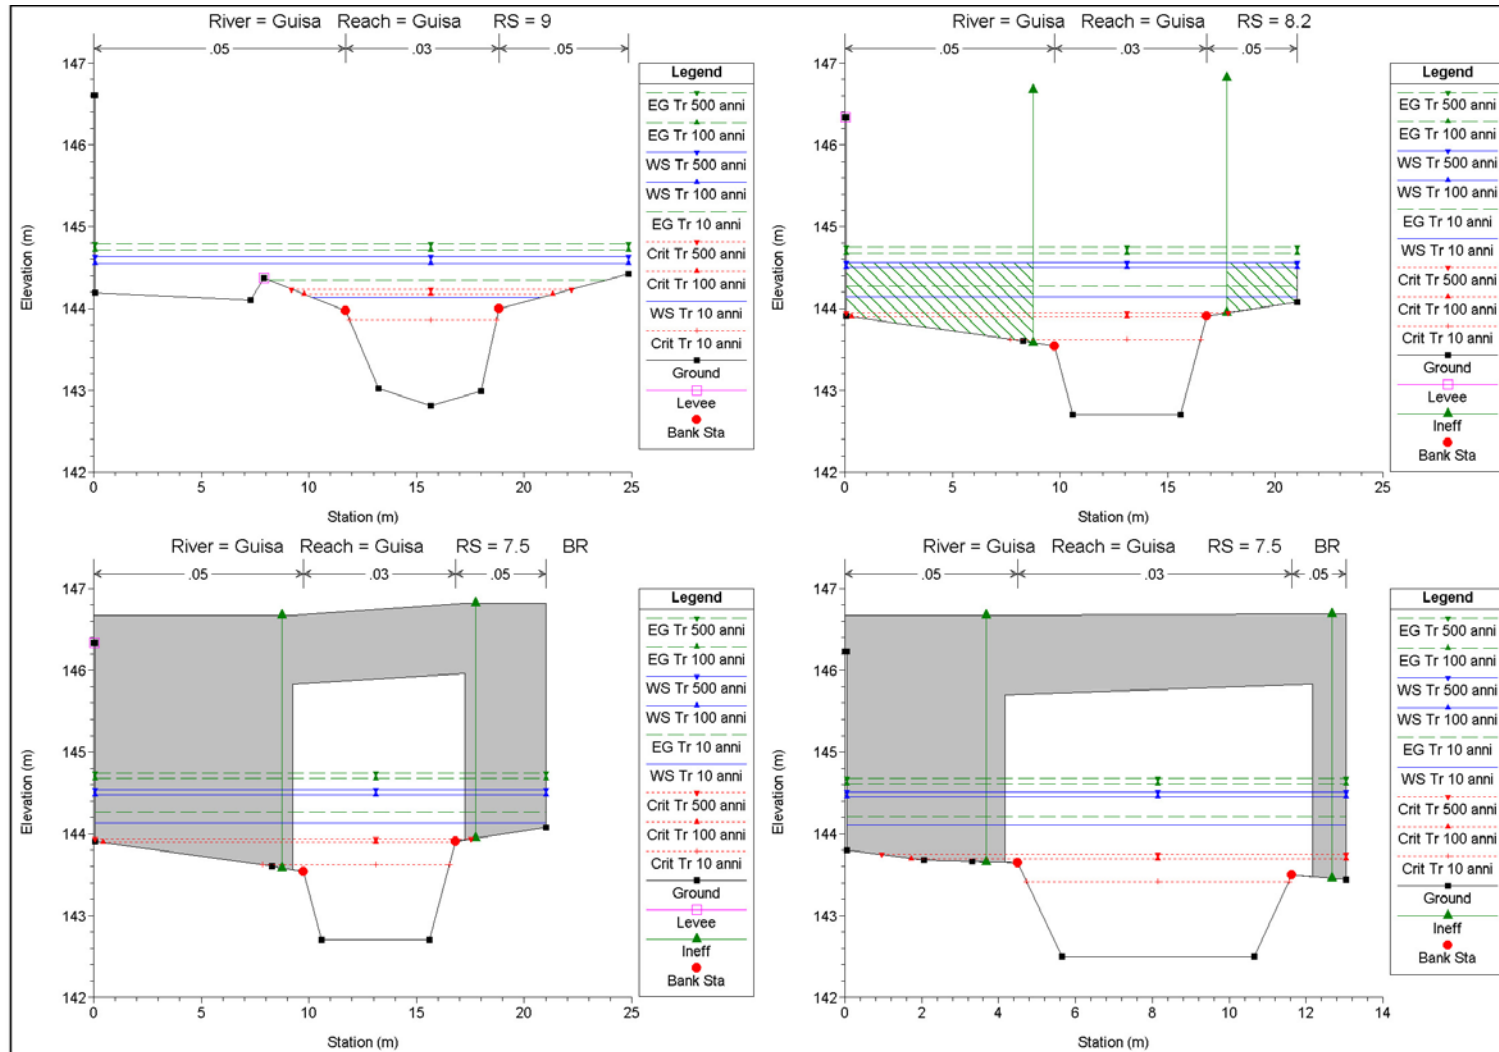 River = Guisa Reach = Guisa RS = 9
.05 .03 .05
Elevation (m)
147
146
145
144
143
142
0 5 10 15 20 25
Station (m)
Legend
EG Tr 500 anni
EG Tr 100 anni
WS Tr 500 anni
WS Tr 100 anni
EG Tr 10 anni
Crit Tr 500 anni
Crit Tr 100 anni
WS Tr 10 anni
Crit Tr 10 anni
Ground
Levee
Bank Sta
River = Guisa Reach = Guisa RS = 8.2
.05 .03 .05
Elevation (m)
147
146
145
144
143
142
0 5 10 15 20 25
Station (m)
Legend
EG Tr 500 anni
EG Tr 100 anni
WS Tr 500 anni
WS Tr 100 anni
EG Tr 10 anni
WS Tr 10 anni
Crit Tr 500 anni
Crit Tr 100 anni
Crit Tr 10 anni
Ground
Levee
Ineff
Bank Sta
River = Guisa Reach = Guisa RS = 7.5 BR
.05 .03 .05
Elevation (m)
147
146
145
144
143
142
0 5 10 15 20 25
Station (m)
Legend
EG Tr 500 anni
EG Tr 100 anni
WS Tr 500 anni
WS Tr 100 anni
EG Tr 10 anni
WS Tr 10 anni
Crit Tr 500 anni
Crit Tr 100 anni
Crit Tr 10 anni
Ground
Levee
Ineff
Bank Sta
River = Guisa Reach = Guisa RS = 7.5 BR
.05 .03 .05
Elevation (m)
147
146
145
144
143
142
0 2 4 6 8 10 12 14
Station (m)
Legend
EG Tr 500 anni
EG Tr 100 anni
WS Tr 500 anni
WS Tr 100 anni
EG Tr 10 anni
WS Tr 10 anni
Crit Tr 500 anni
Crit Tr 100 anni
Crit Tr 10 anni
Ground
Ineff
Bank Sta